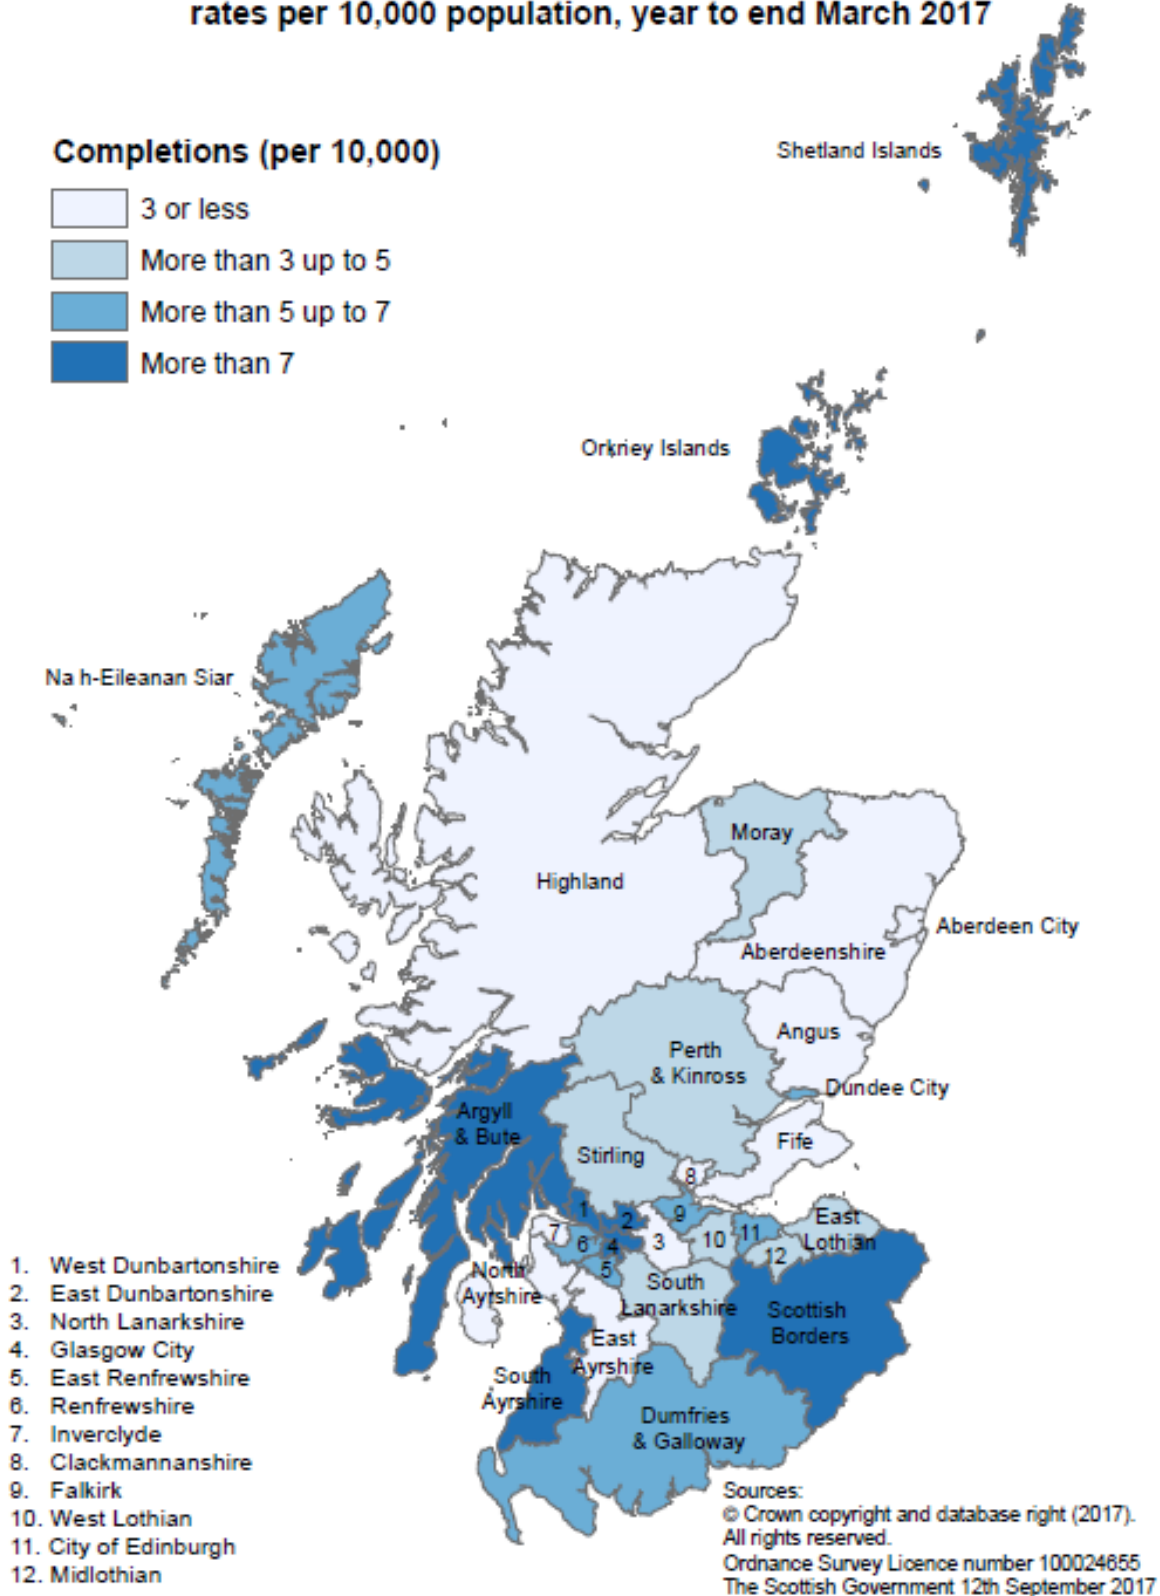 rates per 10,000 population, year to end March 2017
Completions (per 10,000)
3 or less
More than 3 up to 5
More than 5 up to 7
More than 7
Shetland Islands
Orkney Islands
Na h-Eileanan Siar
Moray
Highland
Aberdeen City
Aberdeenshire
Angus
Perth
& Kinross
Dundee City
Argyll
& Bute
Fife
Stirling
8
1
2
9
East
Lothian
7
6
4
3
10
11
12
5
North
Ayrshire
South
Lanarkshire
Scottish
Borders
East
Ayrshire
South
Ayrshire
Dumfries
& Galloway
1. West Dunbartonshire
2. East Dunbartonshire
3. North Lanarkshire
4. Glasgow City
5. East Renfrewshire
6. Renfrewshire
7. Inverclyde
8. Clackmannanshire
9. Falkirk
10. West Lothian
11. City of Edinburgh
12. Midlothian
Sources:
© Crown copyright and database right (2017).
All rights reserved.
Ordnance Survey Licence number 100024655
The Scottish Government 12th September 2017